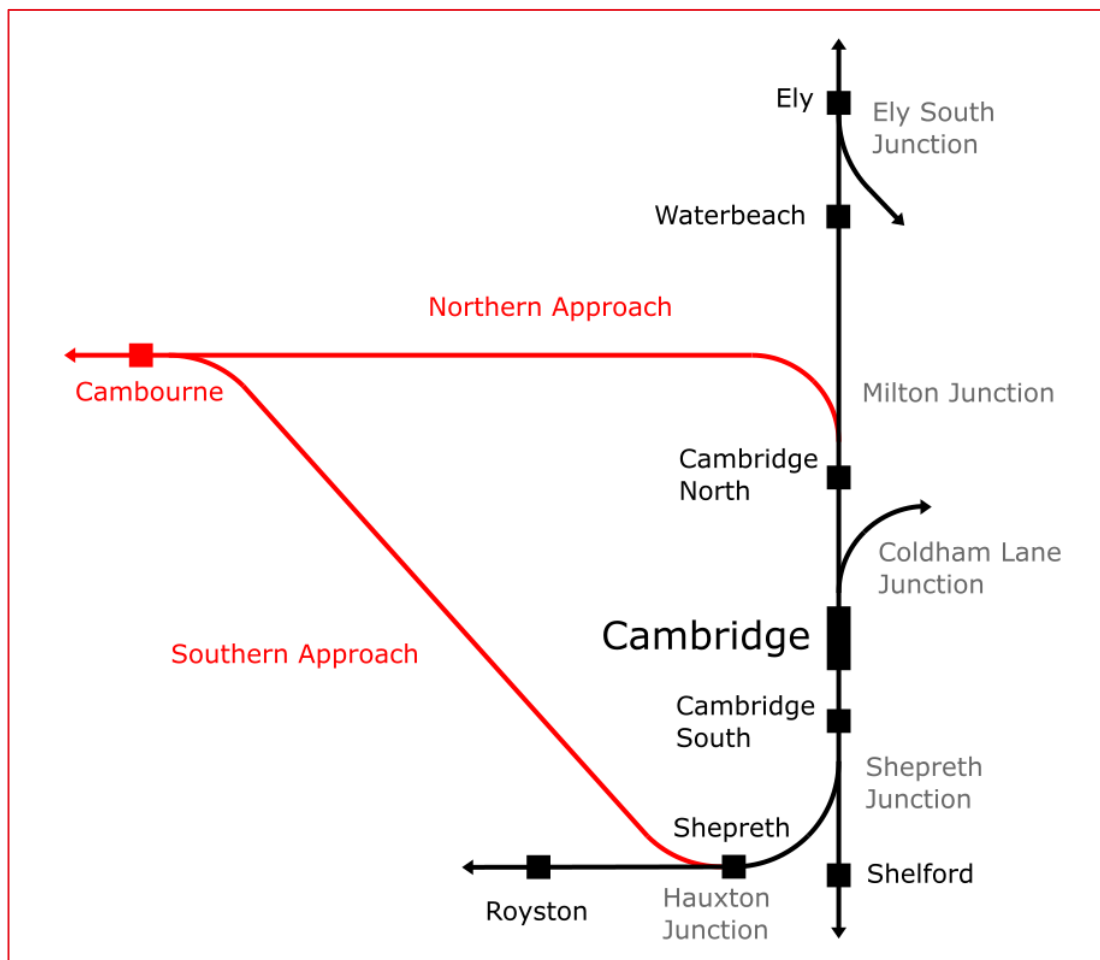 Ely
Ely South
Junction
Waterbeach
Northern Approach
Cambourne
Milton Junction
Cambridge
North
Coldham Lane
Junction
Cambridge
Southern Approach
Cambridge
South
Shepreth
Junction
Shepreth
Shelford
Royston
Hauxton
Junction